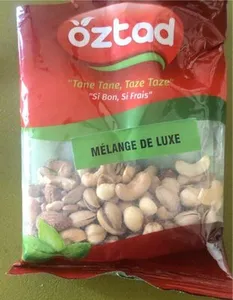 öztad
"Tane Tane, Taze Taze"
"Si Bon, Si Frais"
MÉLANGE DE LUXE